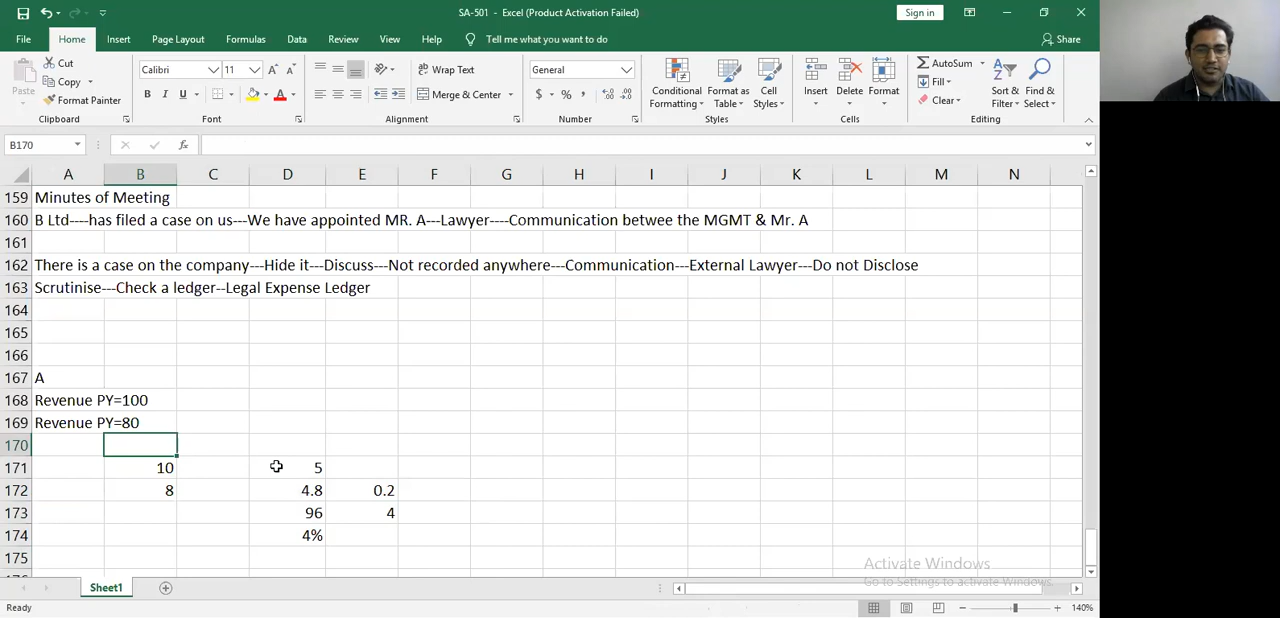 SA-501 - Excel (Product Activation Failed)
Sign in
File Home Insert Page Layout Formulas Data Review View Help Tell me what you want to do Share
Paste
Cut
Copy
Format Painter
Clipboard
Calibri 11
B I U
Font
Wrap Text
Merge & Center
Alignment
General
$ % ,
Number
Conditional Formatting
Format as Table
Cell Styles
Styles
Insert Delete Format
Cells
AutoSum
Fill
Clear
Sort & Filter
Find & Select
Editing
B170 fx
A B C D E F G H I J K L M N
159 Minutes of Meeting
160 B Ltd----has filed a case on us---We have appointed MR. A---Lawyer----Communication betwee the MGMT & Mr. A
161
162 There is a case on the company---Hide it---Discuss---Not recorded anywhere---Communication---External Lawyer---Do not Disclose
163 Scrutinise---Check a ledger--Legal Expense Ledger
164
165
166
167 A
168 Revenue PY=100
169 Revenue PY=80
170
171 10 5
172 8 4.8 0.2
173 96 4
174 4%
175
Activate Windows
Go to Settings to activate Windows.
Sheet1
Ready
140%